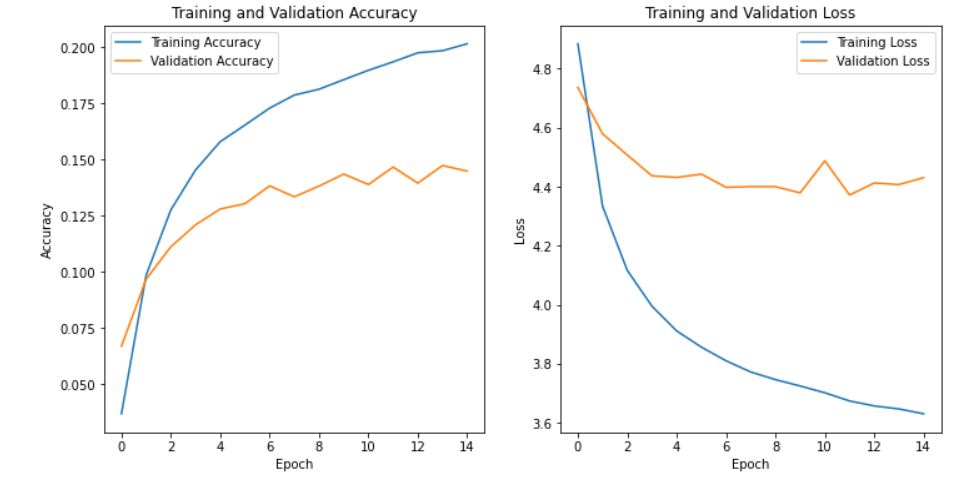 Training and Validation Accuracy
Training Accuracy
Validation Accuracy
0.200
0.175
0.150
0.125
0.100
0.075
0.050
Accuracy
0 2 4 6 8 10 12 14
Epoch
Training and Validation Loss
Training Loss
Validation Loss
4.8
4.6
4.4
4.2
4.0
3.8
3.6
Loss
0 2 4 6 8 10 12 14
Epoch